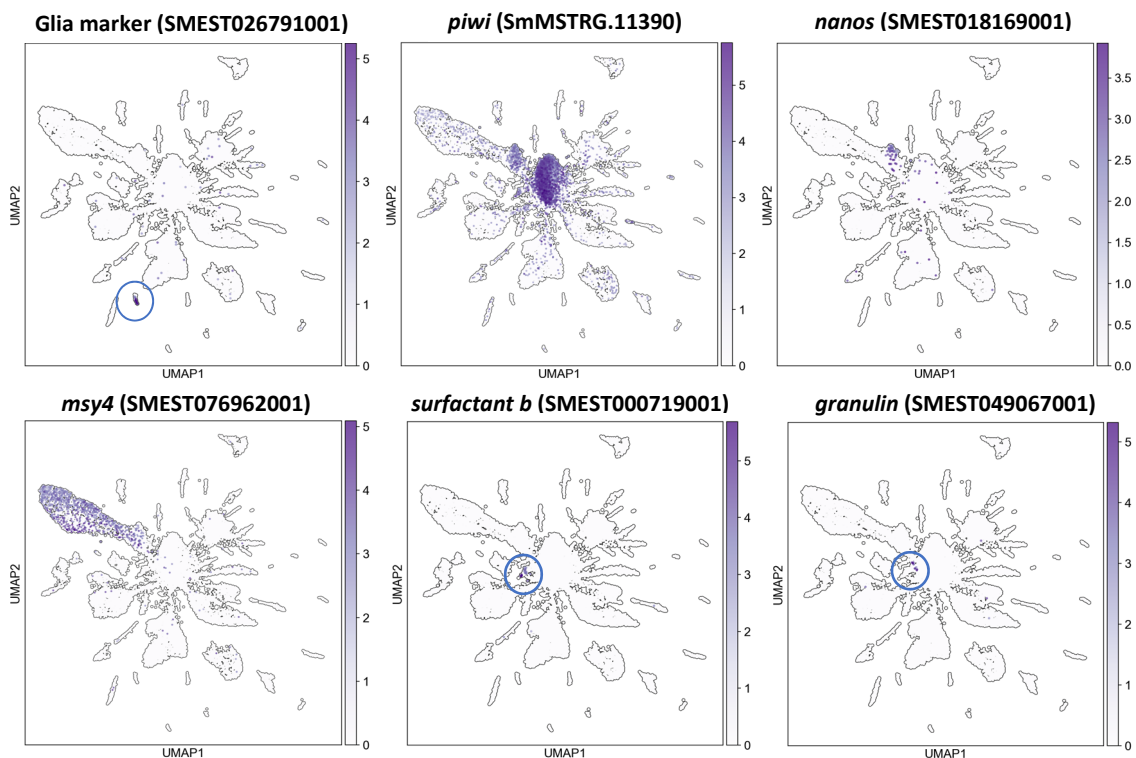 Glia marker (SMEST026791001)
piwi (SmMSTRG.11390)
nanos (SMEST018169001)
5
4
3
2
1
0
UMAP2
UMAP1
5
4
3
2
1
0
UMAP2
UMAP1
3.5
3.0
2.5
2.0
1.5
1.0
0.5
0.0
UMAP2
UMAP1
msy4 (SMEST076962001)
surfactant b (SMEST000719001)
granulin (SMEST049067001)
5
4
3
2
1
0
UMAP2
UMAP1
5
4
3
2
1
0
UMAP2
UMAP1
5
4
3
2
1
0
UMAP2
UMAP1